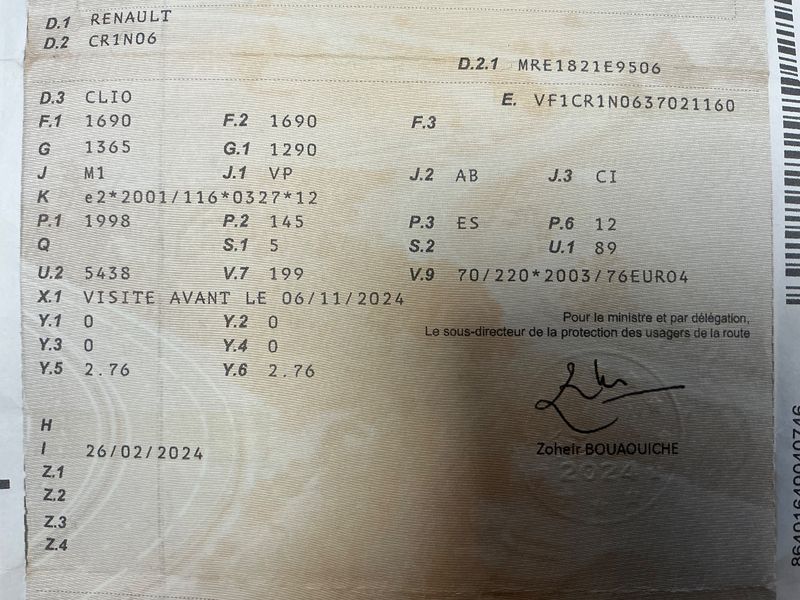 D.1 RENAULT
D.2 CR1N06
D.2.1 MRE1821E9506
D.3 CLIO E. VF1CR1N0637021160
F.1 1690 F.2 1690 F.3
G 1365 G.1 1290
J M1 J.1 VP J.2 AB J.3 CI
K e2*2001/116*0327*12
P.1 1998 P.2 145 P.3 ES P.6 12
Q S.1 5 S.2 U.1 89
U.2 5438 V.7 199 V.9 70/220*2003/76EURO4
X.1 VISITE AVANT LE 06/11/2024
Y.1 0 Y.2 0
Y.3 0 Y.4 0
Y.5 2.76 Y.6 2.76
Pour le ministre et par délégation,
Le sous-directeur de la protection des usagers de la route
Zoheir BOUAOUICHE
2024
H
I 26/02/2024
Z.1
Z.2
Z.3
Z.4